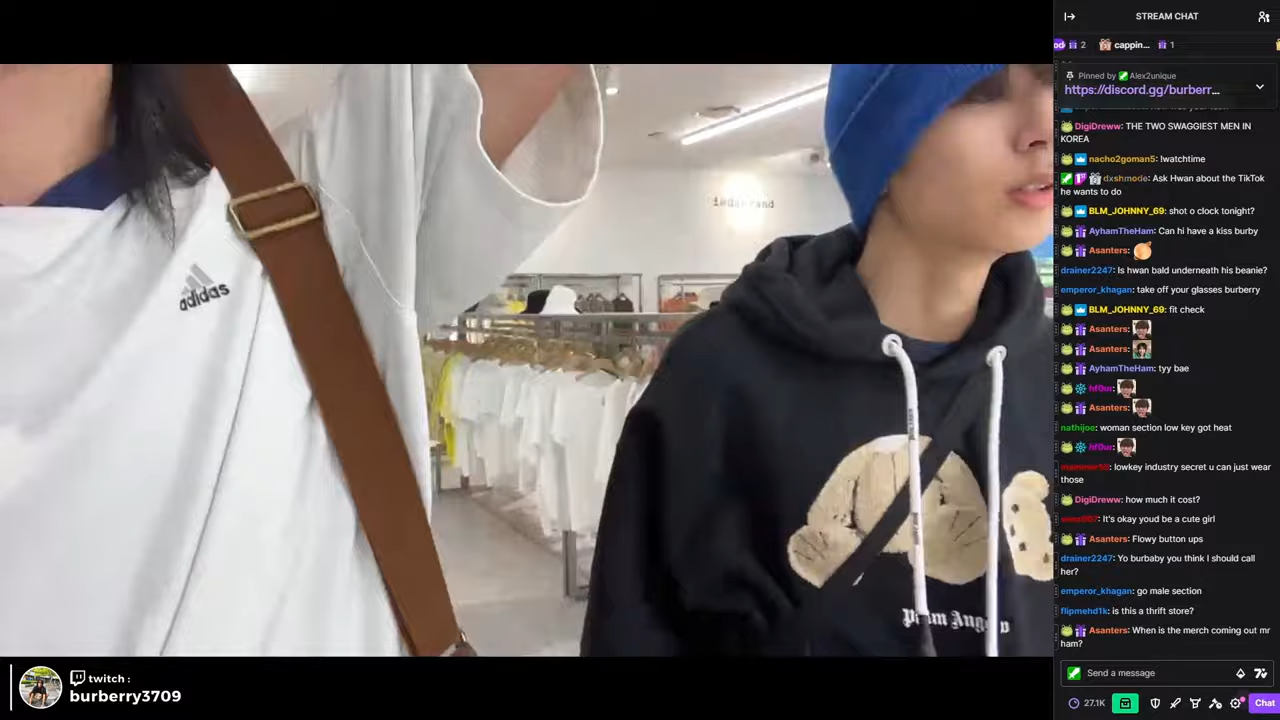 STREAM CHAT
2
cappin...
1
Pinned by Alex2unique
https://discord.gg/burberr...
DigiDreww: THE TWO SWAGGIEST MEN IN
KOREA
nacho2goman5: !watchtime
dxshmode: Ask Hwan about the TikTok
he wants to do
BLM_JOHNNY_69: shot o clock tonight?
AyhamTheHam: Can hi have a kiss burby
Asanters:
drainer2247: Is hwan bald underneath his beanie?
emperor_khagan: take off your glasses burberry
BLM_JOHNNY_69: fit check
Asanters:
Asanters:
AyhamTheHam: tyy bae
hf0ur:
Asanters:
nathijoe: woman section low key got heat
hf0ur:
lowkey industry secret u can just wear
those
DigiDreww: how much it cost?
It's okay youd be a cute girl
Asanters: Flowy button ups
drainer2247: Yo burbaby you think I should call
her?
emperor_khagan: go male section
flipmehd1k: is this a thrift store?
Asanters: When is the merch coming out mr
ham?
Send a message
27.1K
Chat
adidas
Palm Angels
twitch :
burberry3709